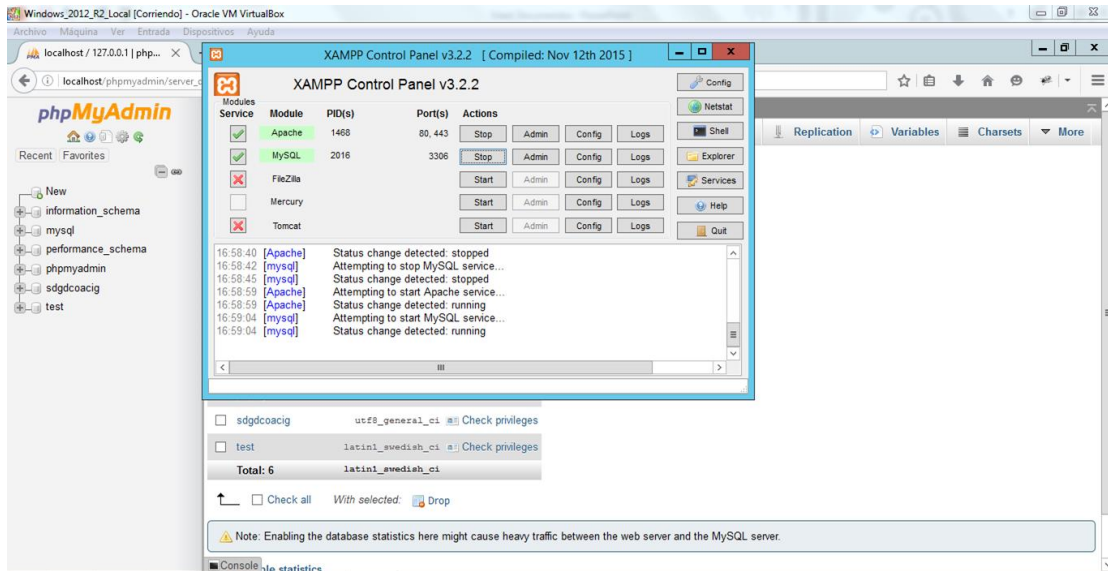 Windows_2012_R2_Local [Corriendo] - Oracle VM VirtualBox
Archivo Máquina Ver Entrada Dispositivos Ayuda
localhost / 127.0.0.1 | php...
localhost/phpmyadmin/server_
phpMyAdmin
Recent Favorites
New
information_schema
mysql
performance_schema
phpmyadmin
sdgdcoacig
test
XAMPP Control Panel v3.2.2 [ Compiled: Nov 12th 2015 ]
XAMPP Control Panel v3.2.2
Modules
Service Module PID(s) Port(s) Actions
Apache 1468 80, 443 Stop Admin Config Logs
MySQL 2016 3306 Stop Admin Config Logs
FileZilla Start Admin Config Logs
Mercury Start Admin Config Logs
Tomcat Start Admin Config Logs
Config
Netstat
Shell
Explorer
Services
Help
Quit
16:58:40 [Apache] Status change detected: stopped
16:58:42 [mysql] Attempting to stop MySQL service...
16:58:45 [mysql] Status change detected: stopped
16:58:59 [Apache] Attempting to start Apache service...
16:58:59 [Apache] Status change detected: running
16:59:04 [mysql] Attempting to start MySQL service...
16:59:04 [mysql] Status change detected: running
Replication Variables Charsets More
sdgdcoacig utf8_general_ci Check privileges
test latin1_swedish_ci Check privileges
Total: 6 latin1_swedish_ci
Check all With selected: Drop
Note: Enabling the database statistics here might cause heavy traffic between the web server and the MySQL server.
Console
statistics